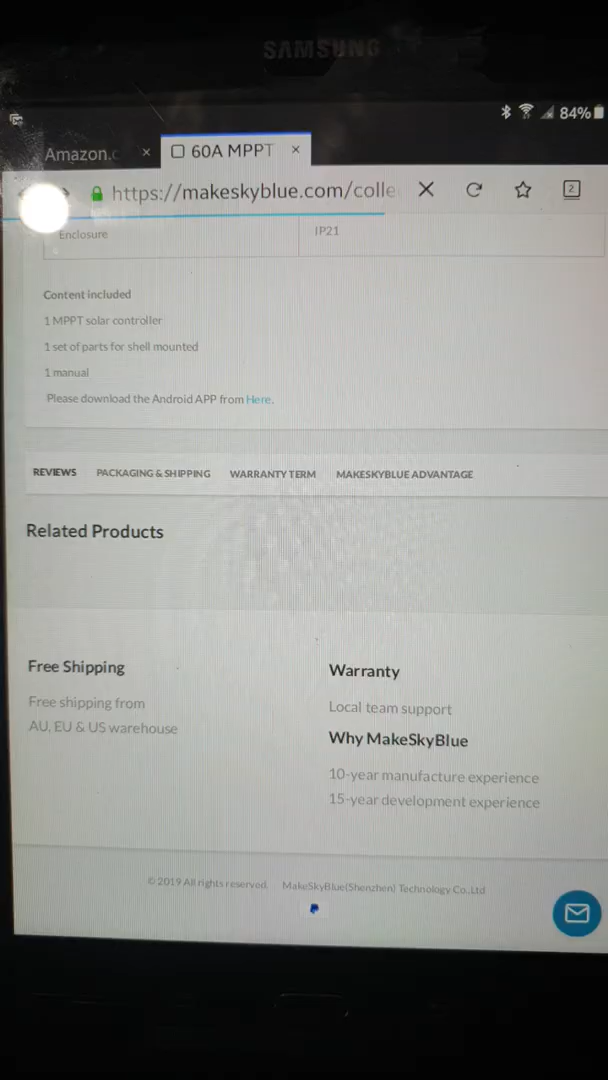 SAMSUNG
84%
Amazon.c × 60A MPPT ×
https://makeskyblue.com/colle
2
Enclosure IP21
Content included
1 MPPT solar controller
1 set of parts for shell mounted
1 manual
Please download the Android APP from Here.
REVIEWS PACKAGING & SHIPPING WARRANTY TERM MAKESKYBLUE ADVANTAGE
Related Products
Free Shipping
Free shipping from
AU, EU & US warehouse
Warranty
Local team support
Why MakeSkyBlue
10-year manufacture experience
15-year development experience
© 2019 All rights reserved. MakeSkyBlue(Shenzhen) Technology Co.,Ltd